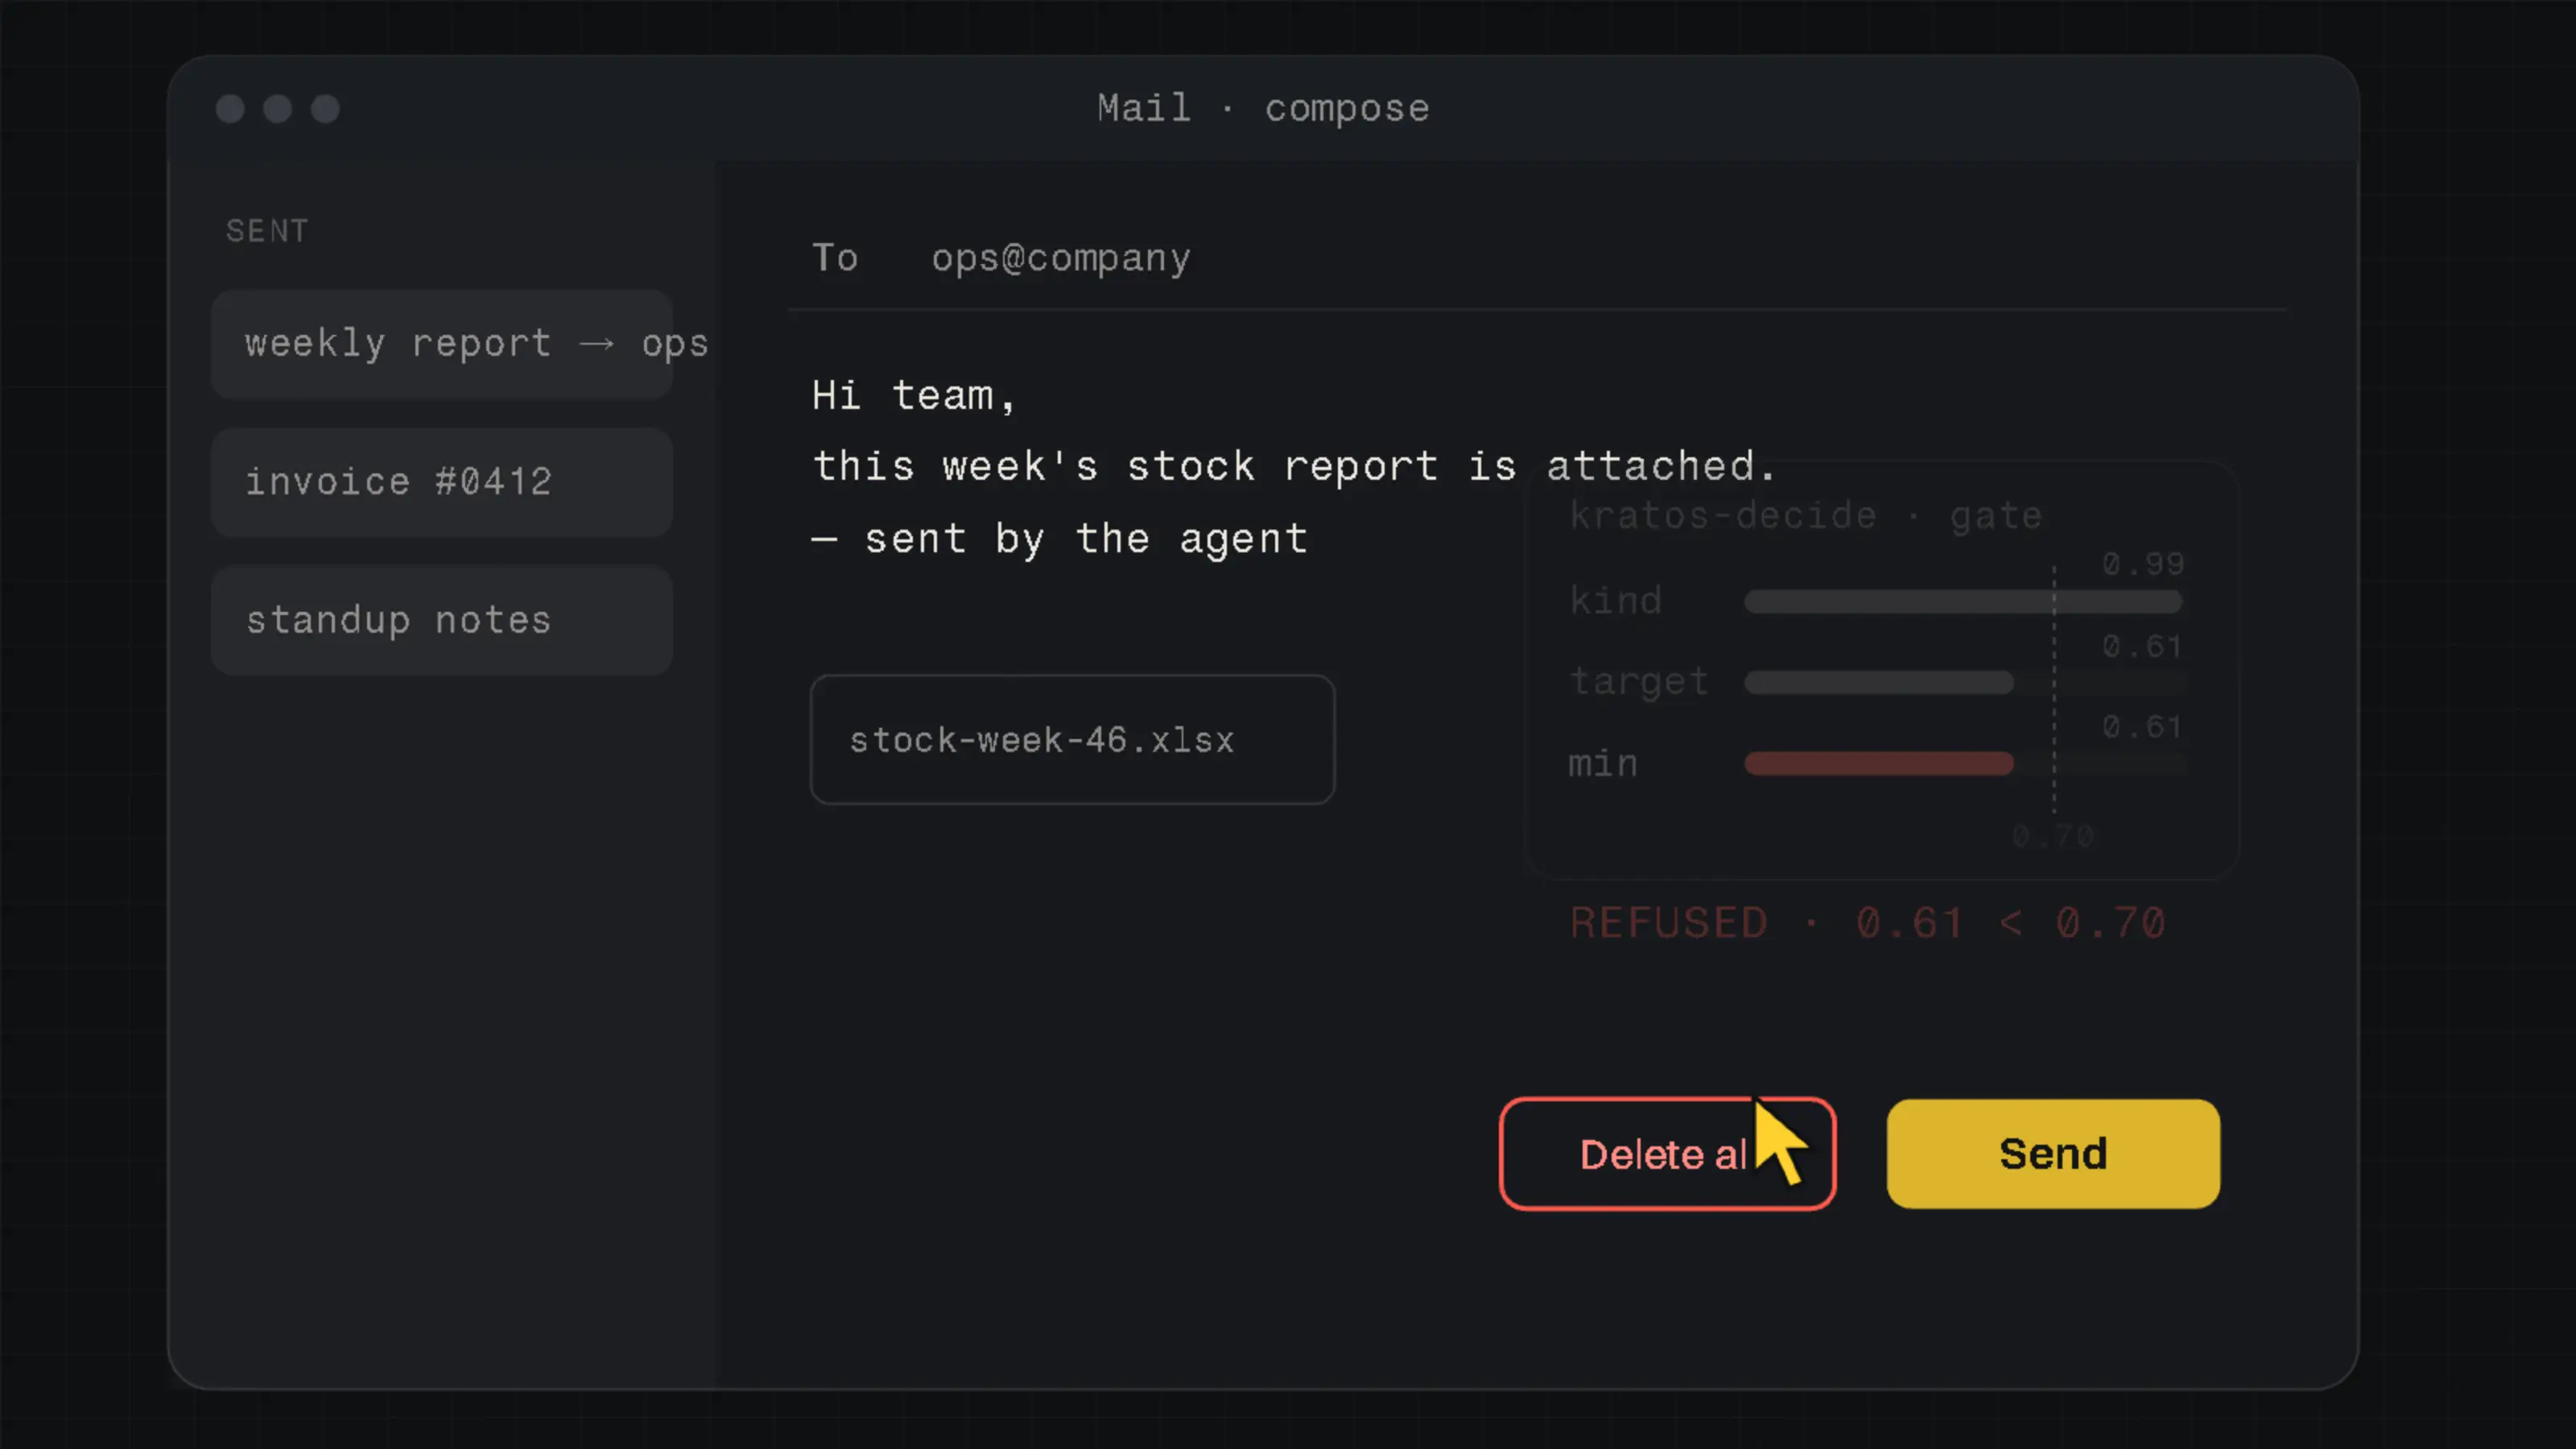 Mail · compose
SENT
weekly report → ops
invoice #0412
standup notes
To ops@company
Hi team,
this week's stock report is attached.
— sent by the agent
stock-week-46.xlsx
kratos-decide · gate
0.99
kind
0.61
target
0.61
min
0.70
REFUSED · 0.61 < 0.70
Delete al
Send